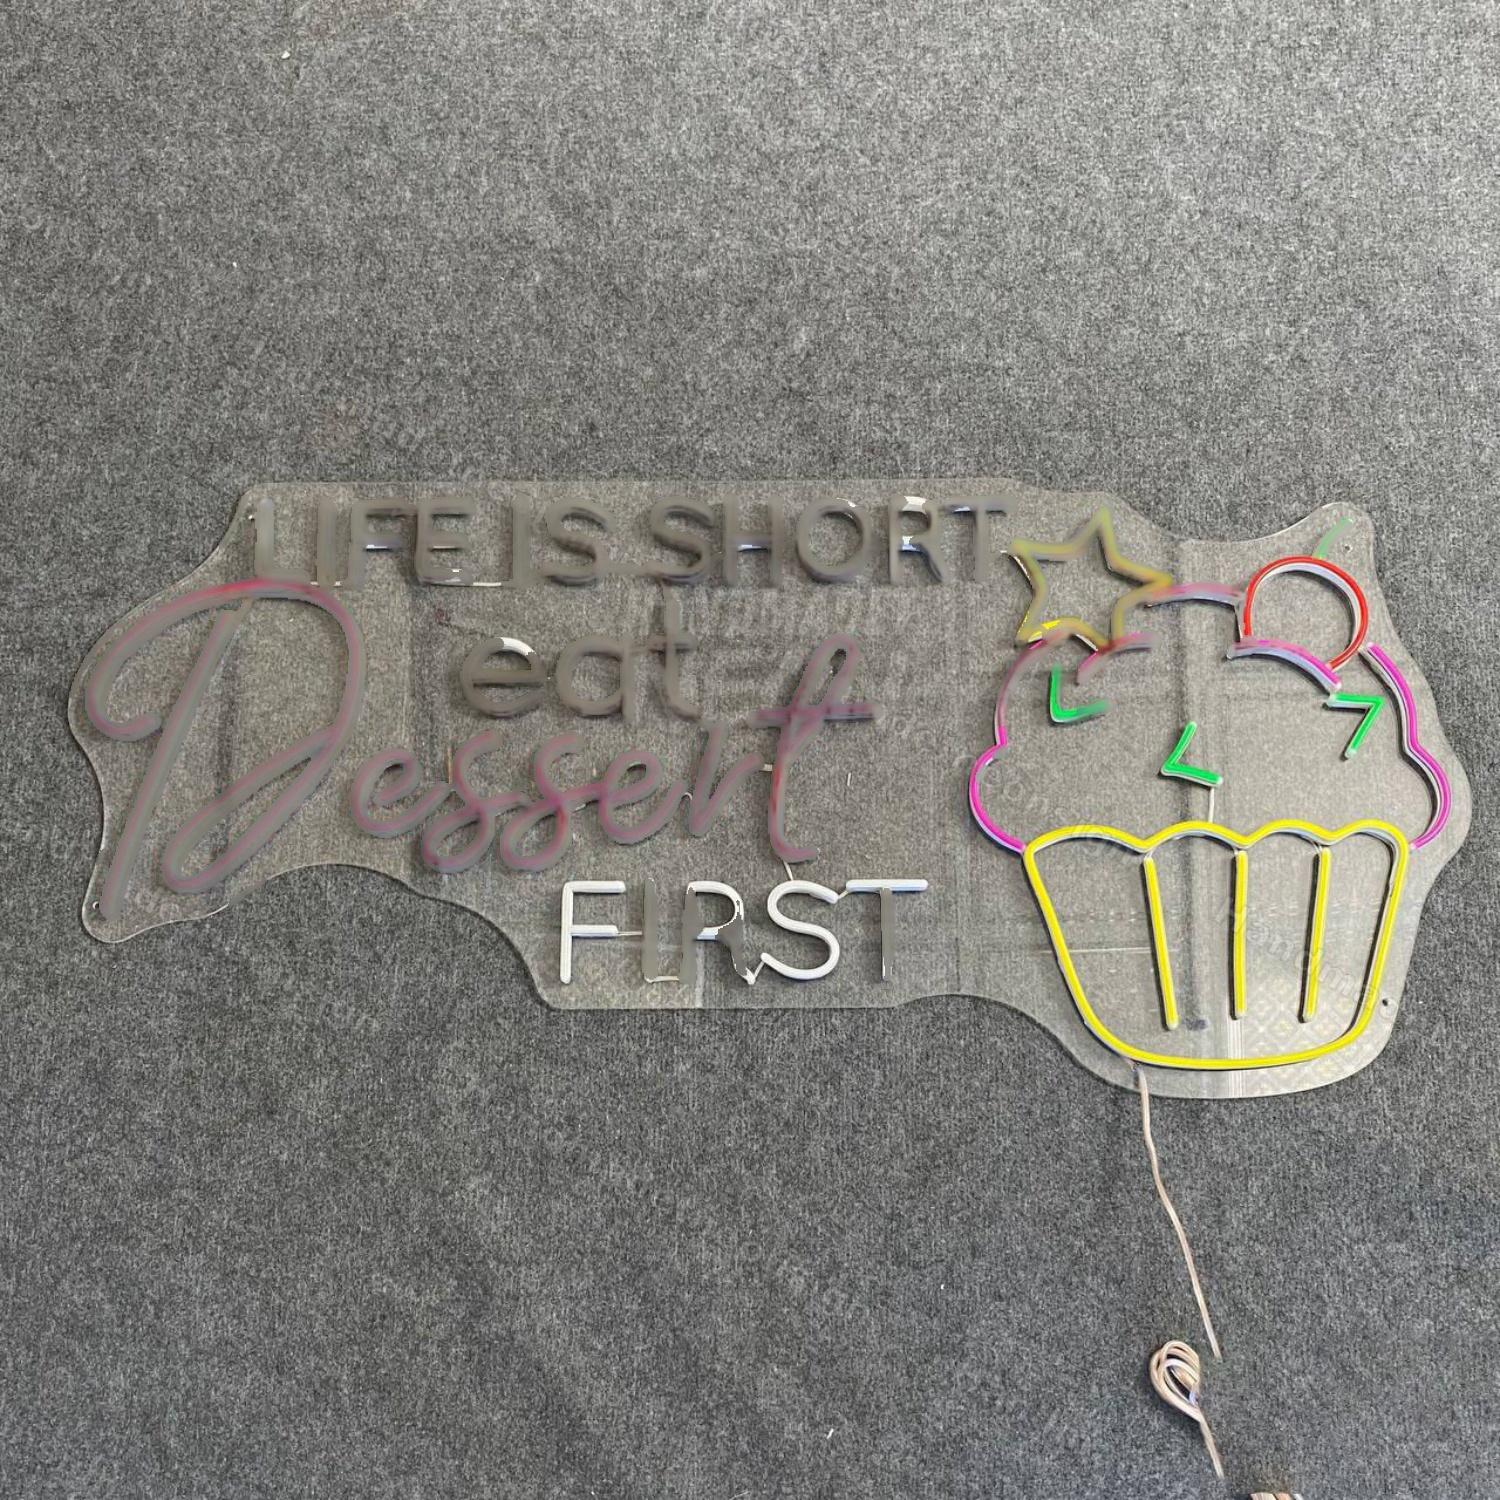 LIFE IS SHORT
eat
Dessert
FIRST